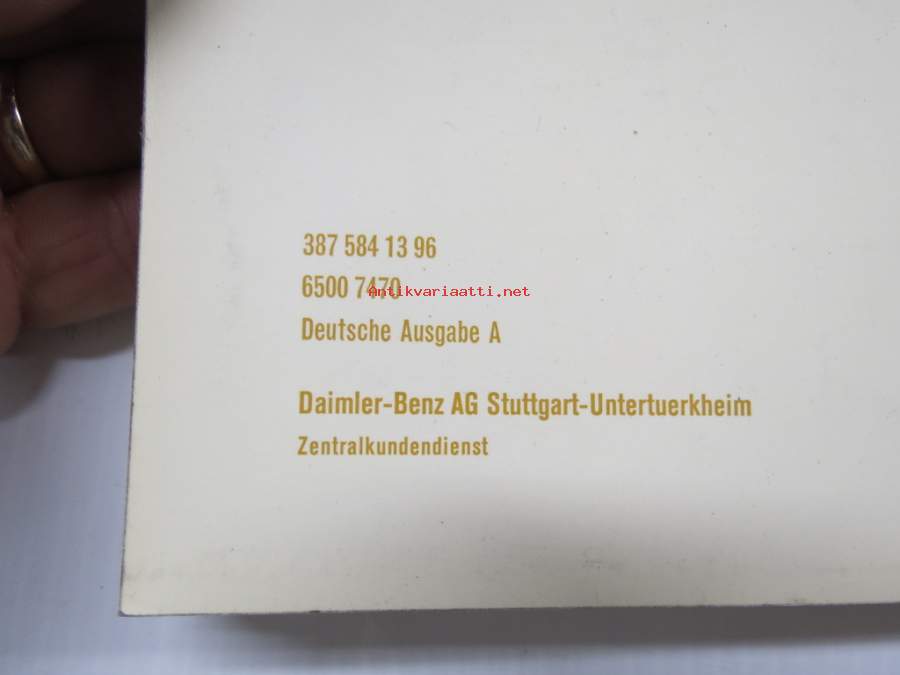 387 584 13 96
6500 7470
Antikvariaatti.net
Deutsche Ausgabe A
Daimler-Benz AG Stuttgart-Untertuerkheim
Zentralkundendienst